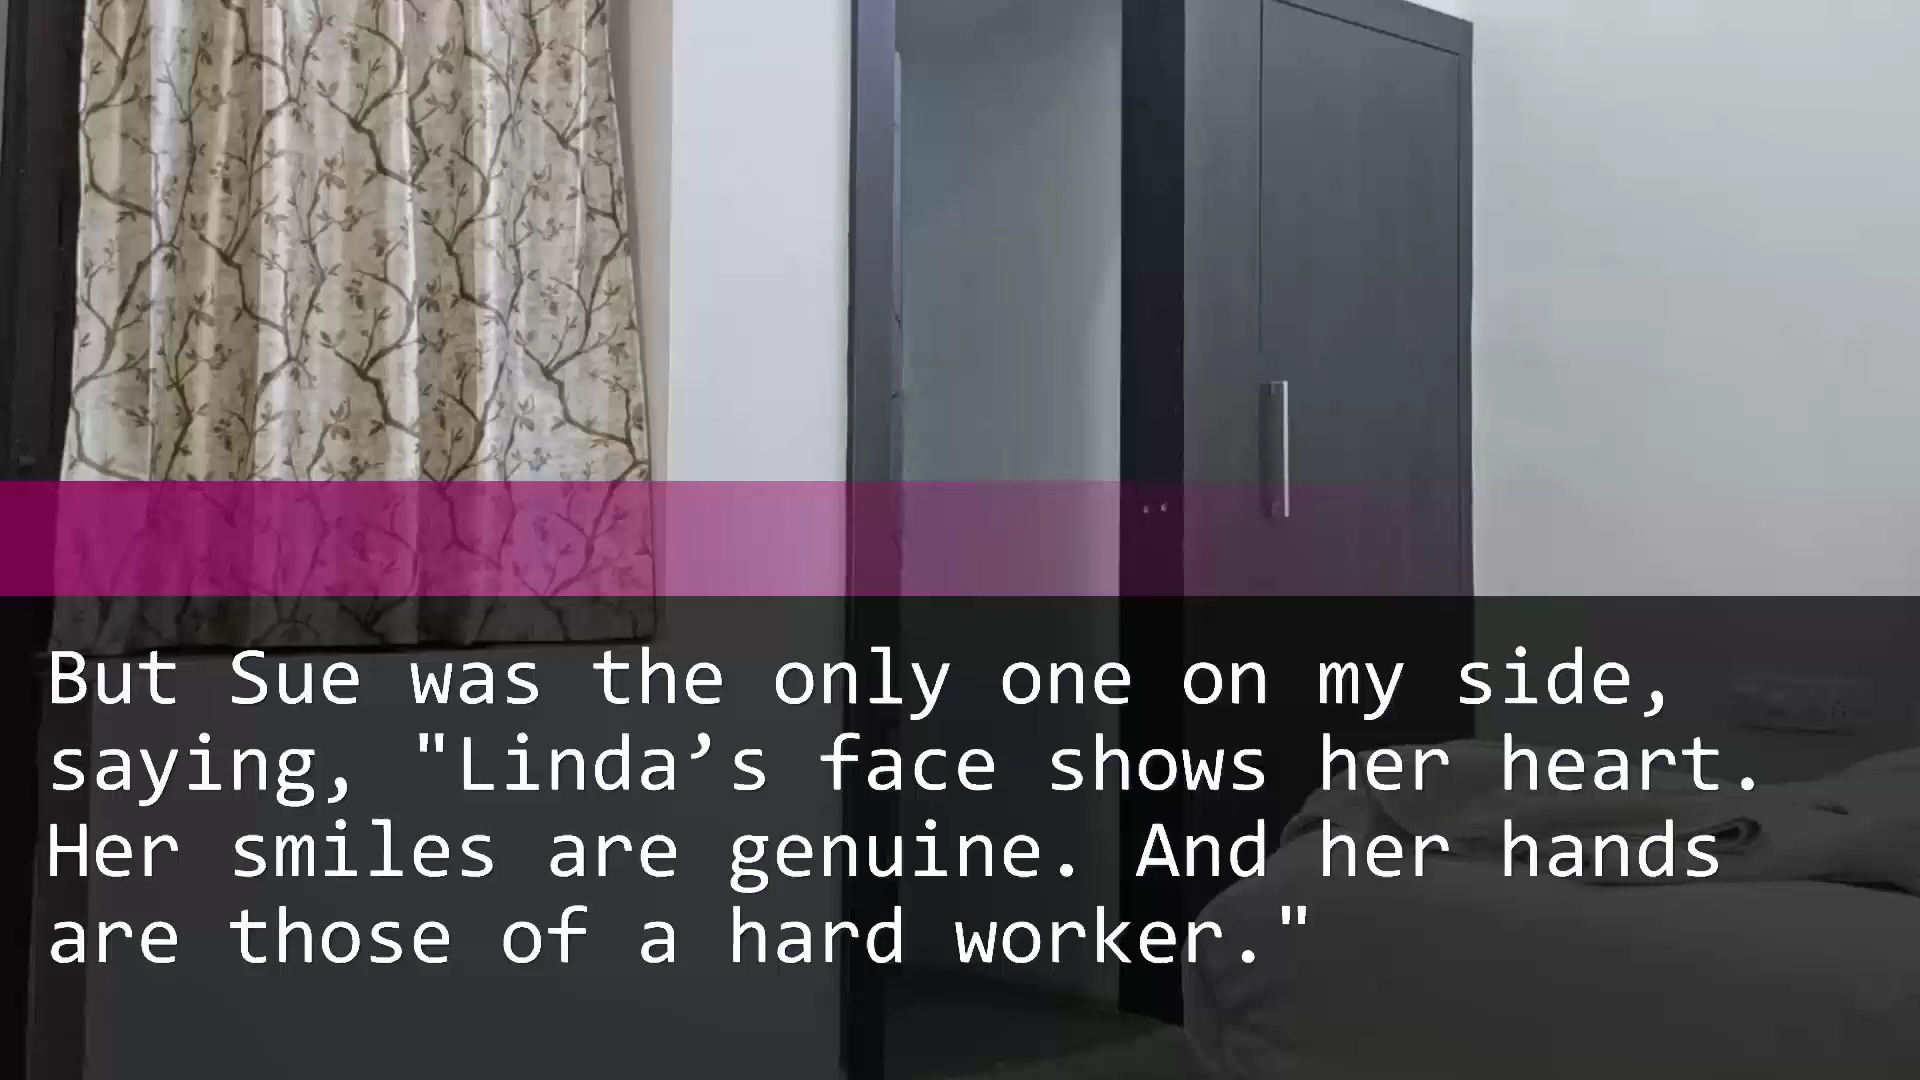 But Sue was the only one on my side,
saying, "Linda’s face shows her heart.
Her smiles are genuine. And her hands
are those of a hard worker."